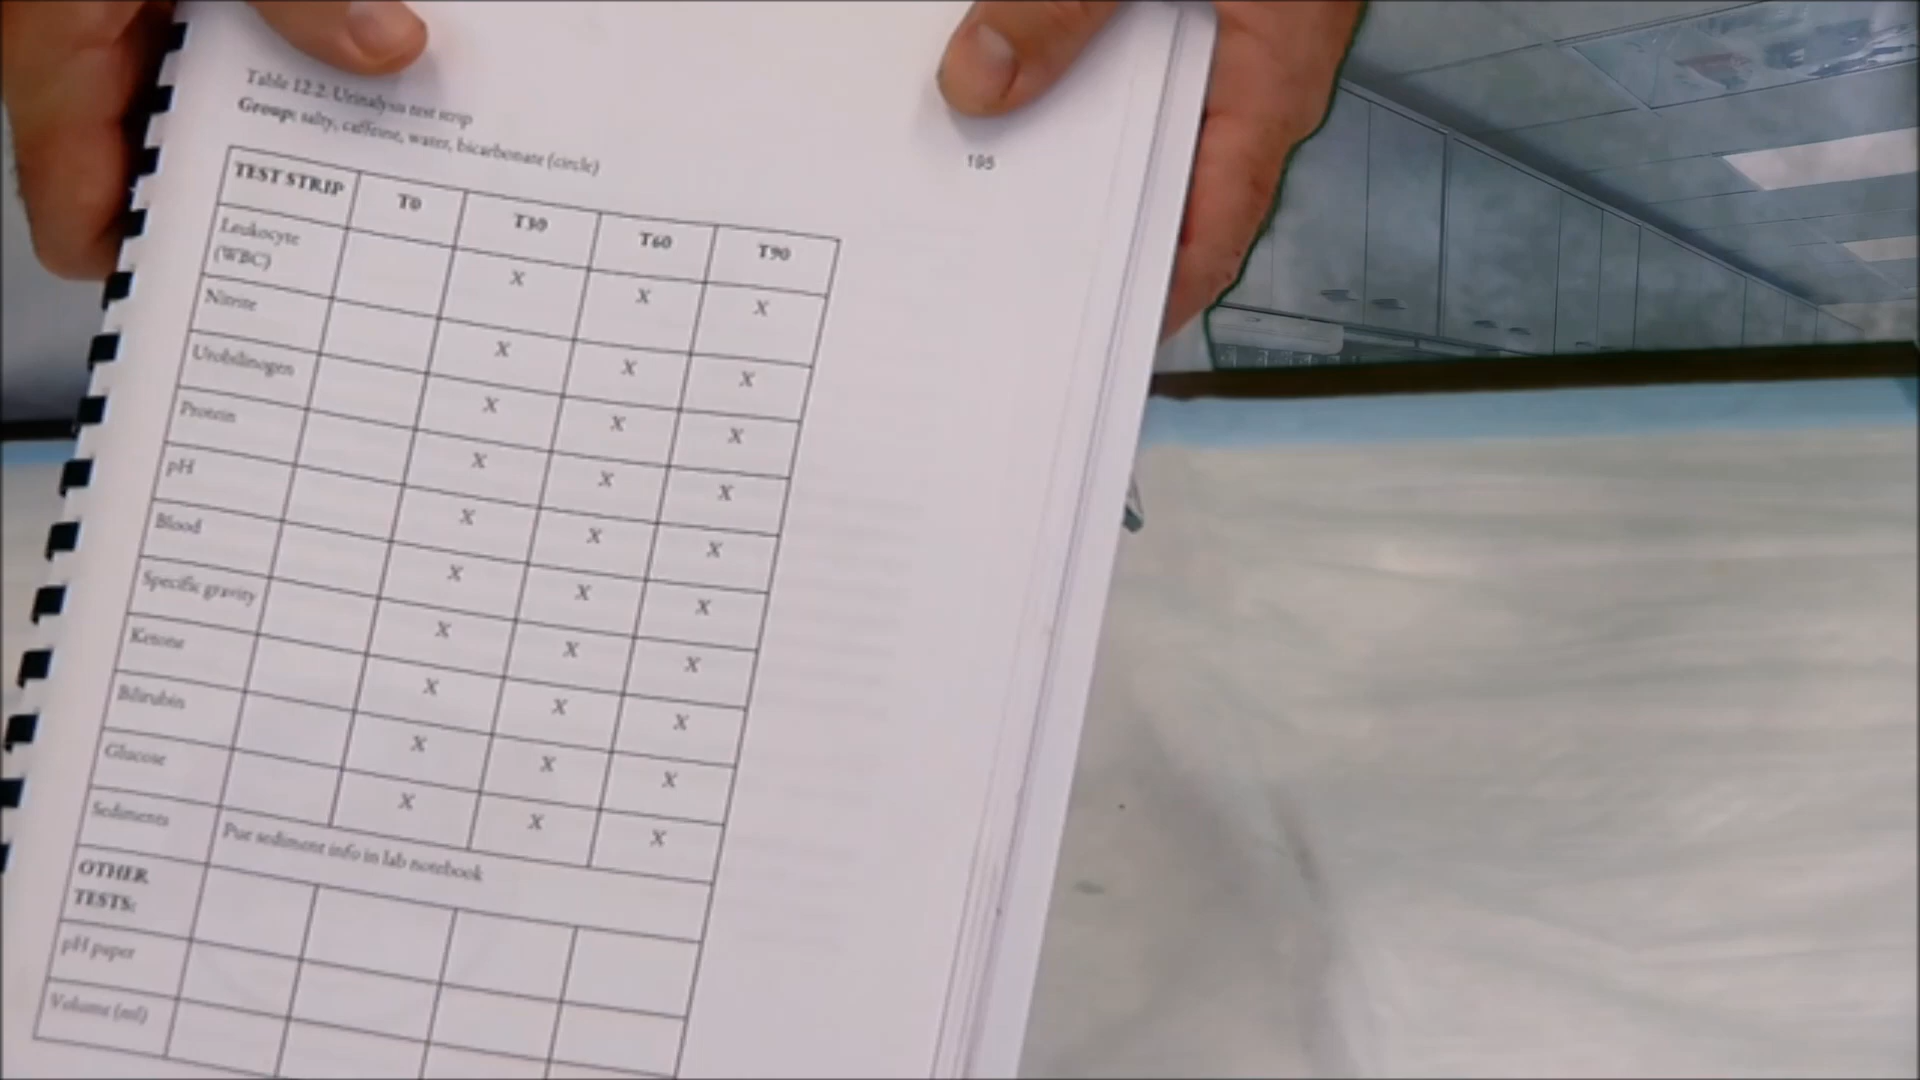 Table 12.2. Urinalysis test strip
Group: salty, caffeine, water, bicarbonate (circle)
195
TEST STRIP T0 T30 T60 T90
Leukocyte
(WBC) X X X
Nitrite X X X
Urobilinogen X X X
Protein X X X
pH X X X
Blood X X X
Specific gravity X X X
Ketone X X X
Bilirubin X X X
Glucose X X X
Sediments Put sediment info in lab notebook
OTHER
TESTS:
pH paper
Volume (ml)